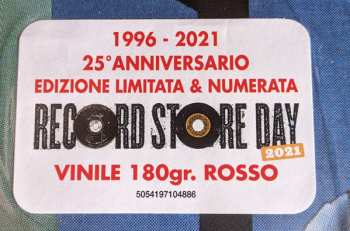 1996 - 2021
25° ANNIVERSARIO
EDIZIONE LIMITATA & NUMERATA
RECORD STORE DAY
2021
VINILE 180gr. ROSSO
5054197104886